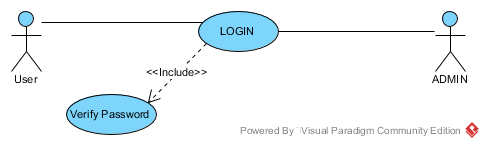 LOGIN
<<Include>>
User
ADMIN
Verify Password
Powered By Visual Paradigm Community Edition